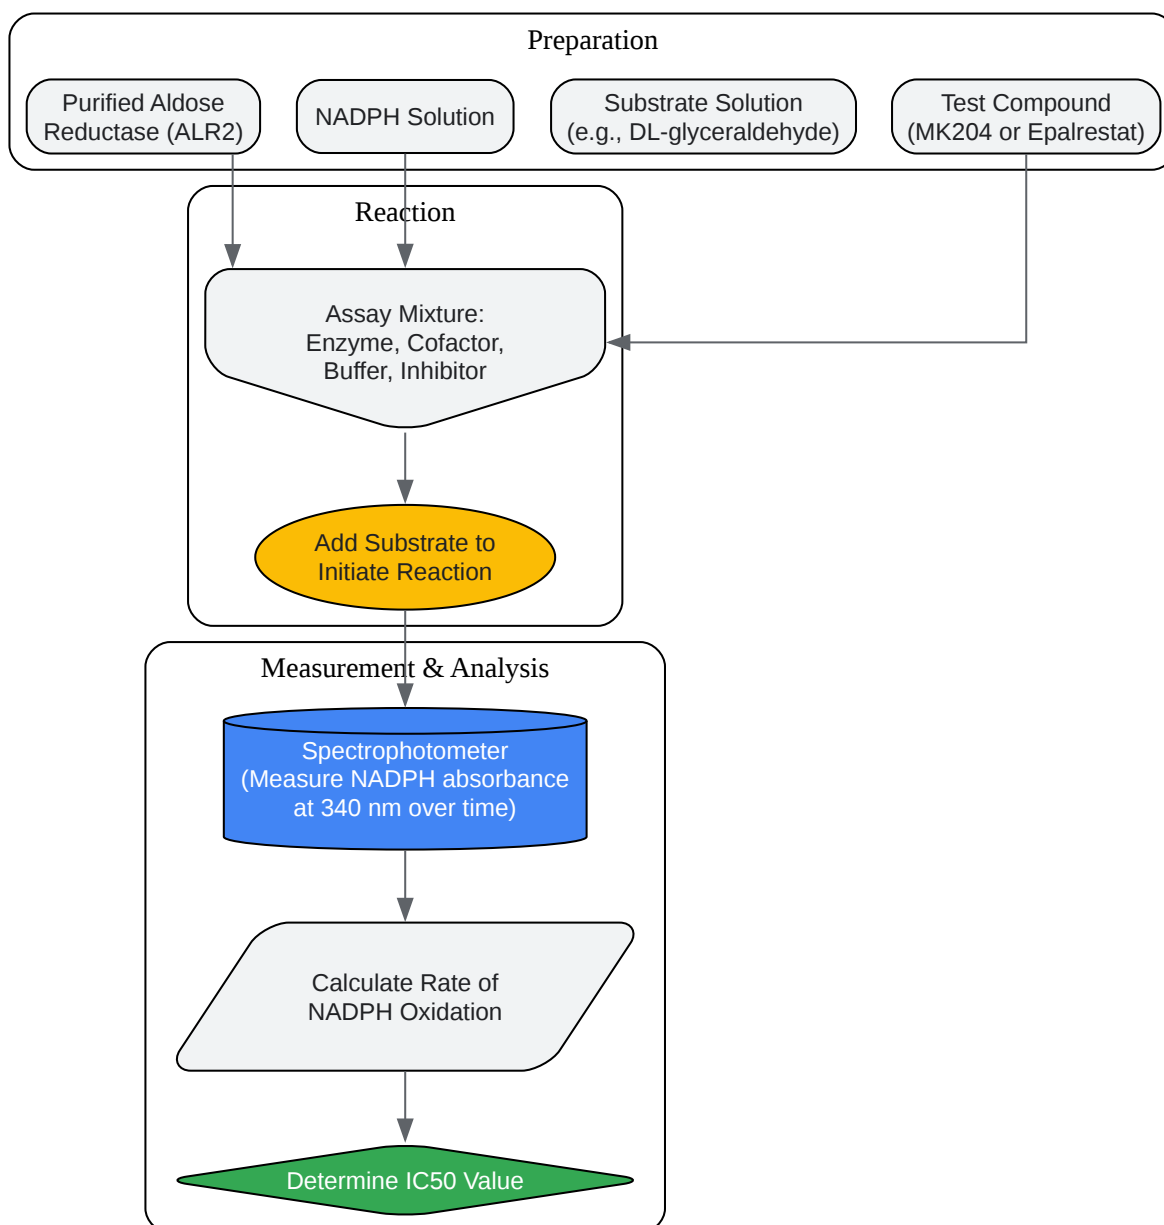 Preparation
Purified Aldose
Reductase (ALR2)
NADPH Solution
Substrate Solution
(e.g., DL-glyceraldehyde)
Test Compound
(MK204 or Epalrestat)
Reaction
Assay Mixture:
Enzyme, Cofactor,
Buffer, Inhibitor
Add Substrate to
Initiate Reaction
Measurement & Analysis
Spectrophotometer
(Measure NADPH absorbance
at 340 nm over time)
Calculate Rate of
NADPH Oxidation
Determine IC50 Value